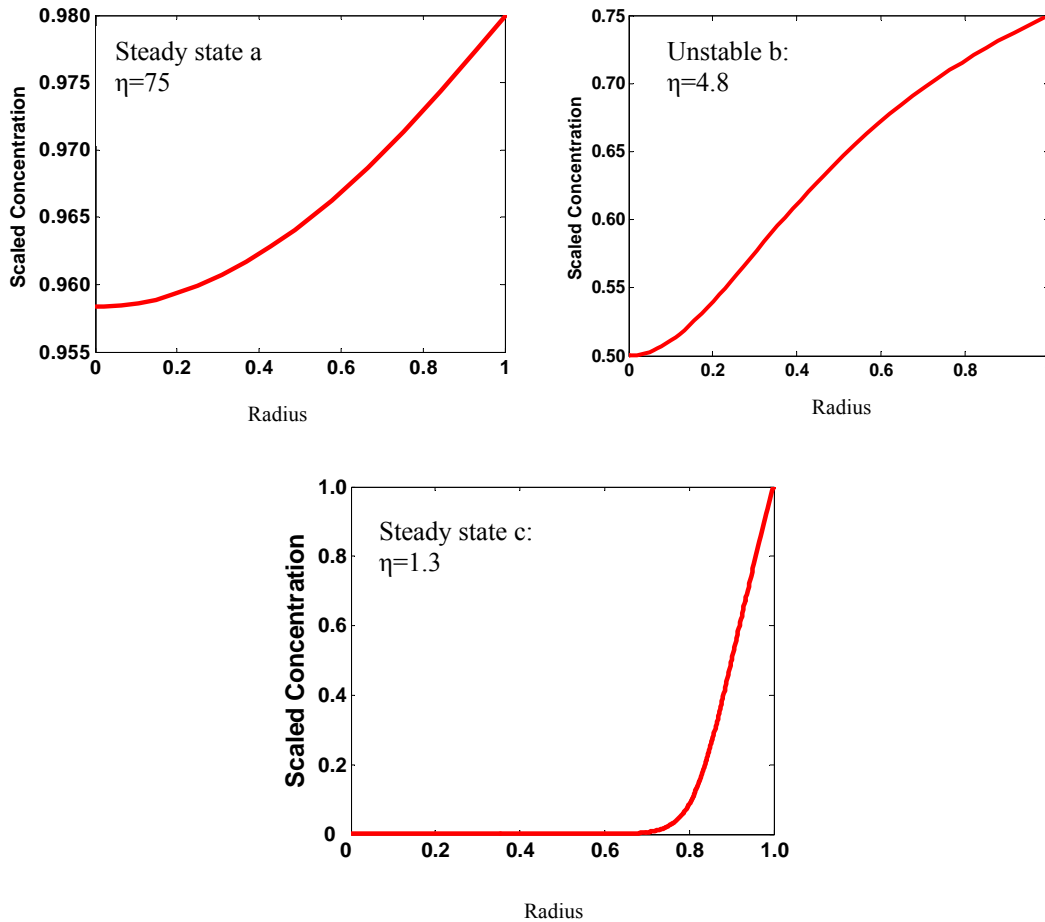 0.980
0.975
0.970
0.965
0.960
0.955
Scaled Concentration
Steady state a
η=75
0 0.2 0.4 0.6 0.8 1
Radius
0.75
0.70
0.65
0.60
0.55
0.50
Scaled Concentration
Unstable b:
η=4.8
0 0.2 0.4 0.6 0.8
Radius
1.0
0.8
0.6
0.4
0.2
0
Scaled Concentration
Steady state c:
η=1.3
0 0.2 0.4 0.6 0.8 1.0
Radius